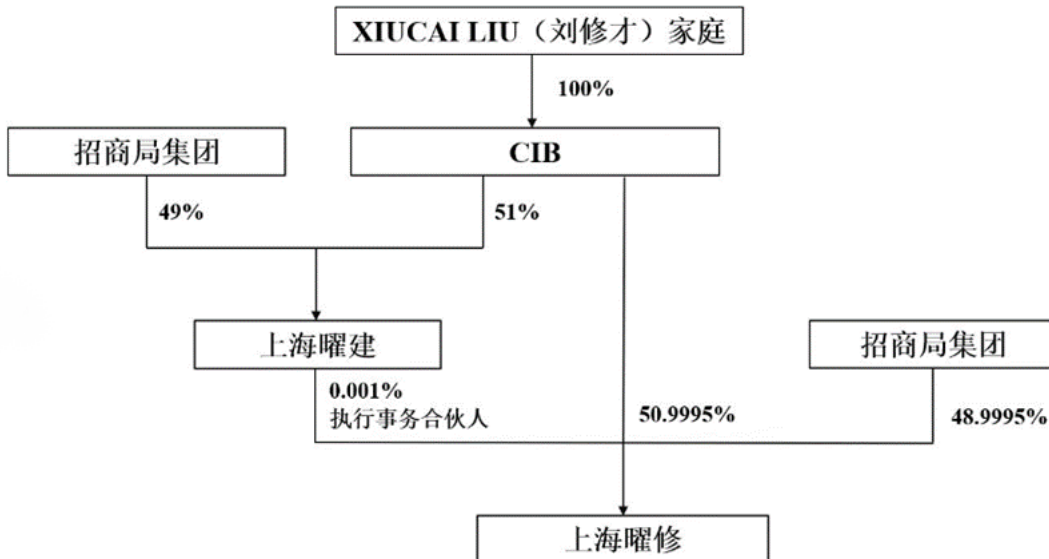 XIUCAI LIU（刘修才）家庭
100%
招商局集团
CIB
49%
51%
上海曜建
招商局集团
0.001%
执行事务合伙人
50.9995%
48.9995%
上海曜修